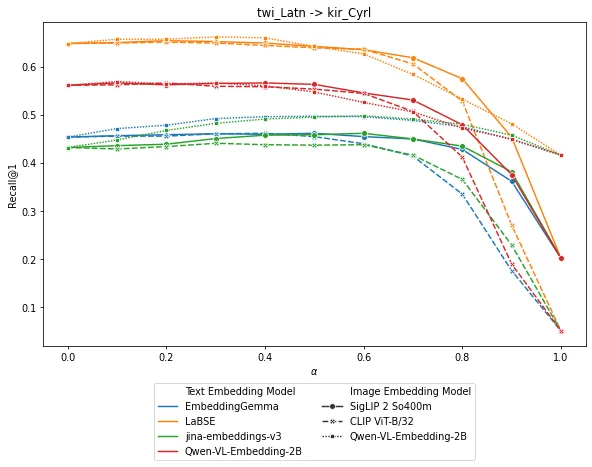 twi_Latn -> kir_Cyrl
Recall@1
0.6
0.5
0.4
0.3
0.2
0.1
0.0 0.2 0.4 0.6 0.8 1.0
α
Text Embedding Model Image Embedding Model
EmbeddingGemma SigLIP 2 So400m
LaBSE CLIP ViT-B/32
jina-embeddings-v3 Qwen-VL-Embedding-2B
Qwen-VL-Embedding-2B